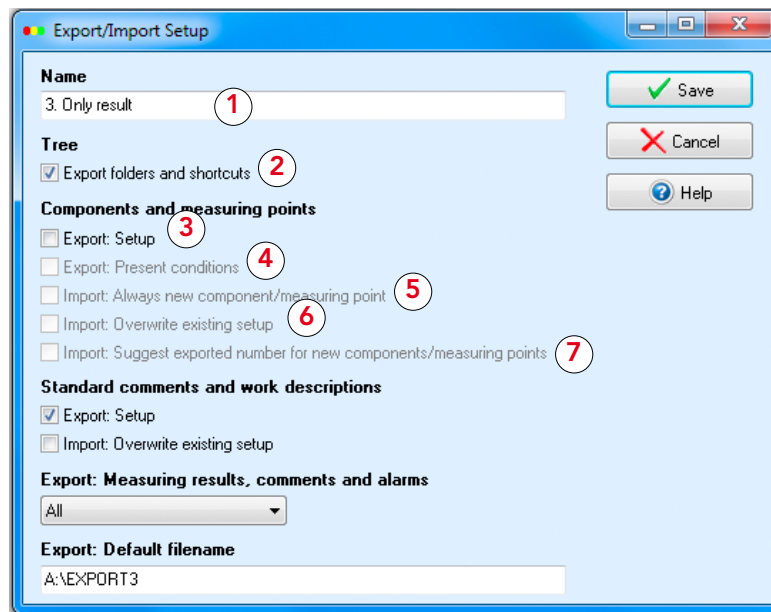 Export/Import Setup
Name
3. Only result 1
Save
Tree
Cancel
Export folders and shortcuts 2
Help
Components and measuring points
Export: Setup 3
Export: Present conditions 4
Import: Always new component/measuring point 5
Import: Overwrite existing setup 6
Import: Suggest exported number for new components/measuring points 7
Standard comments and work descriptions
Export: Setup
Import: Overwrite existing setup
Export: Measuring results, comments and alarms
All
Export: Default filename
A:\EXPORT3